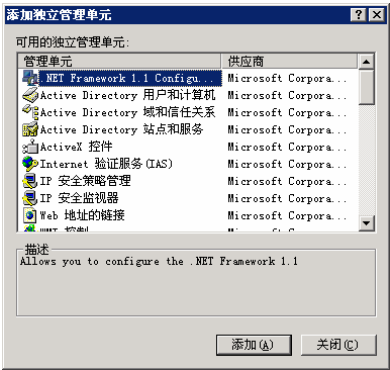 添加独立管理单元
可用的独立管理单元:
管理单元 供应商
.NET Framework 1.1 Configu... Microsoft Corpora...
Active Directory 用户和计算机 Microsoft Corpora...
Active Directory 域和信任关系 Microsoft Corpora...
Active Directory 站点和服务 Microsoft Corpora...
ActiveX 控件 Microsoft Corpora...
Internet 验证服务(IAS) Microsoft Corpora...
IP 安全策略管理 Microsoft Corpora...
IP 安全监视器 Microsoft Corpora...
Web 地址的链接 Microsoft Corpora...
描述
Allows you to configure the .NET Framework 1.1
添加(A) 关闭(C)